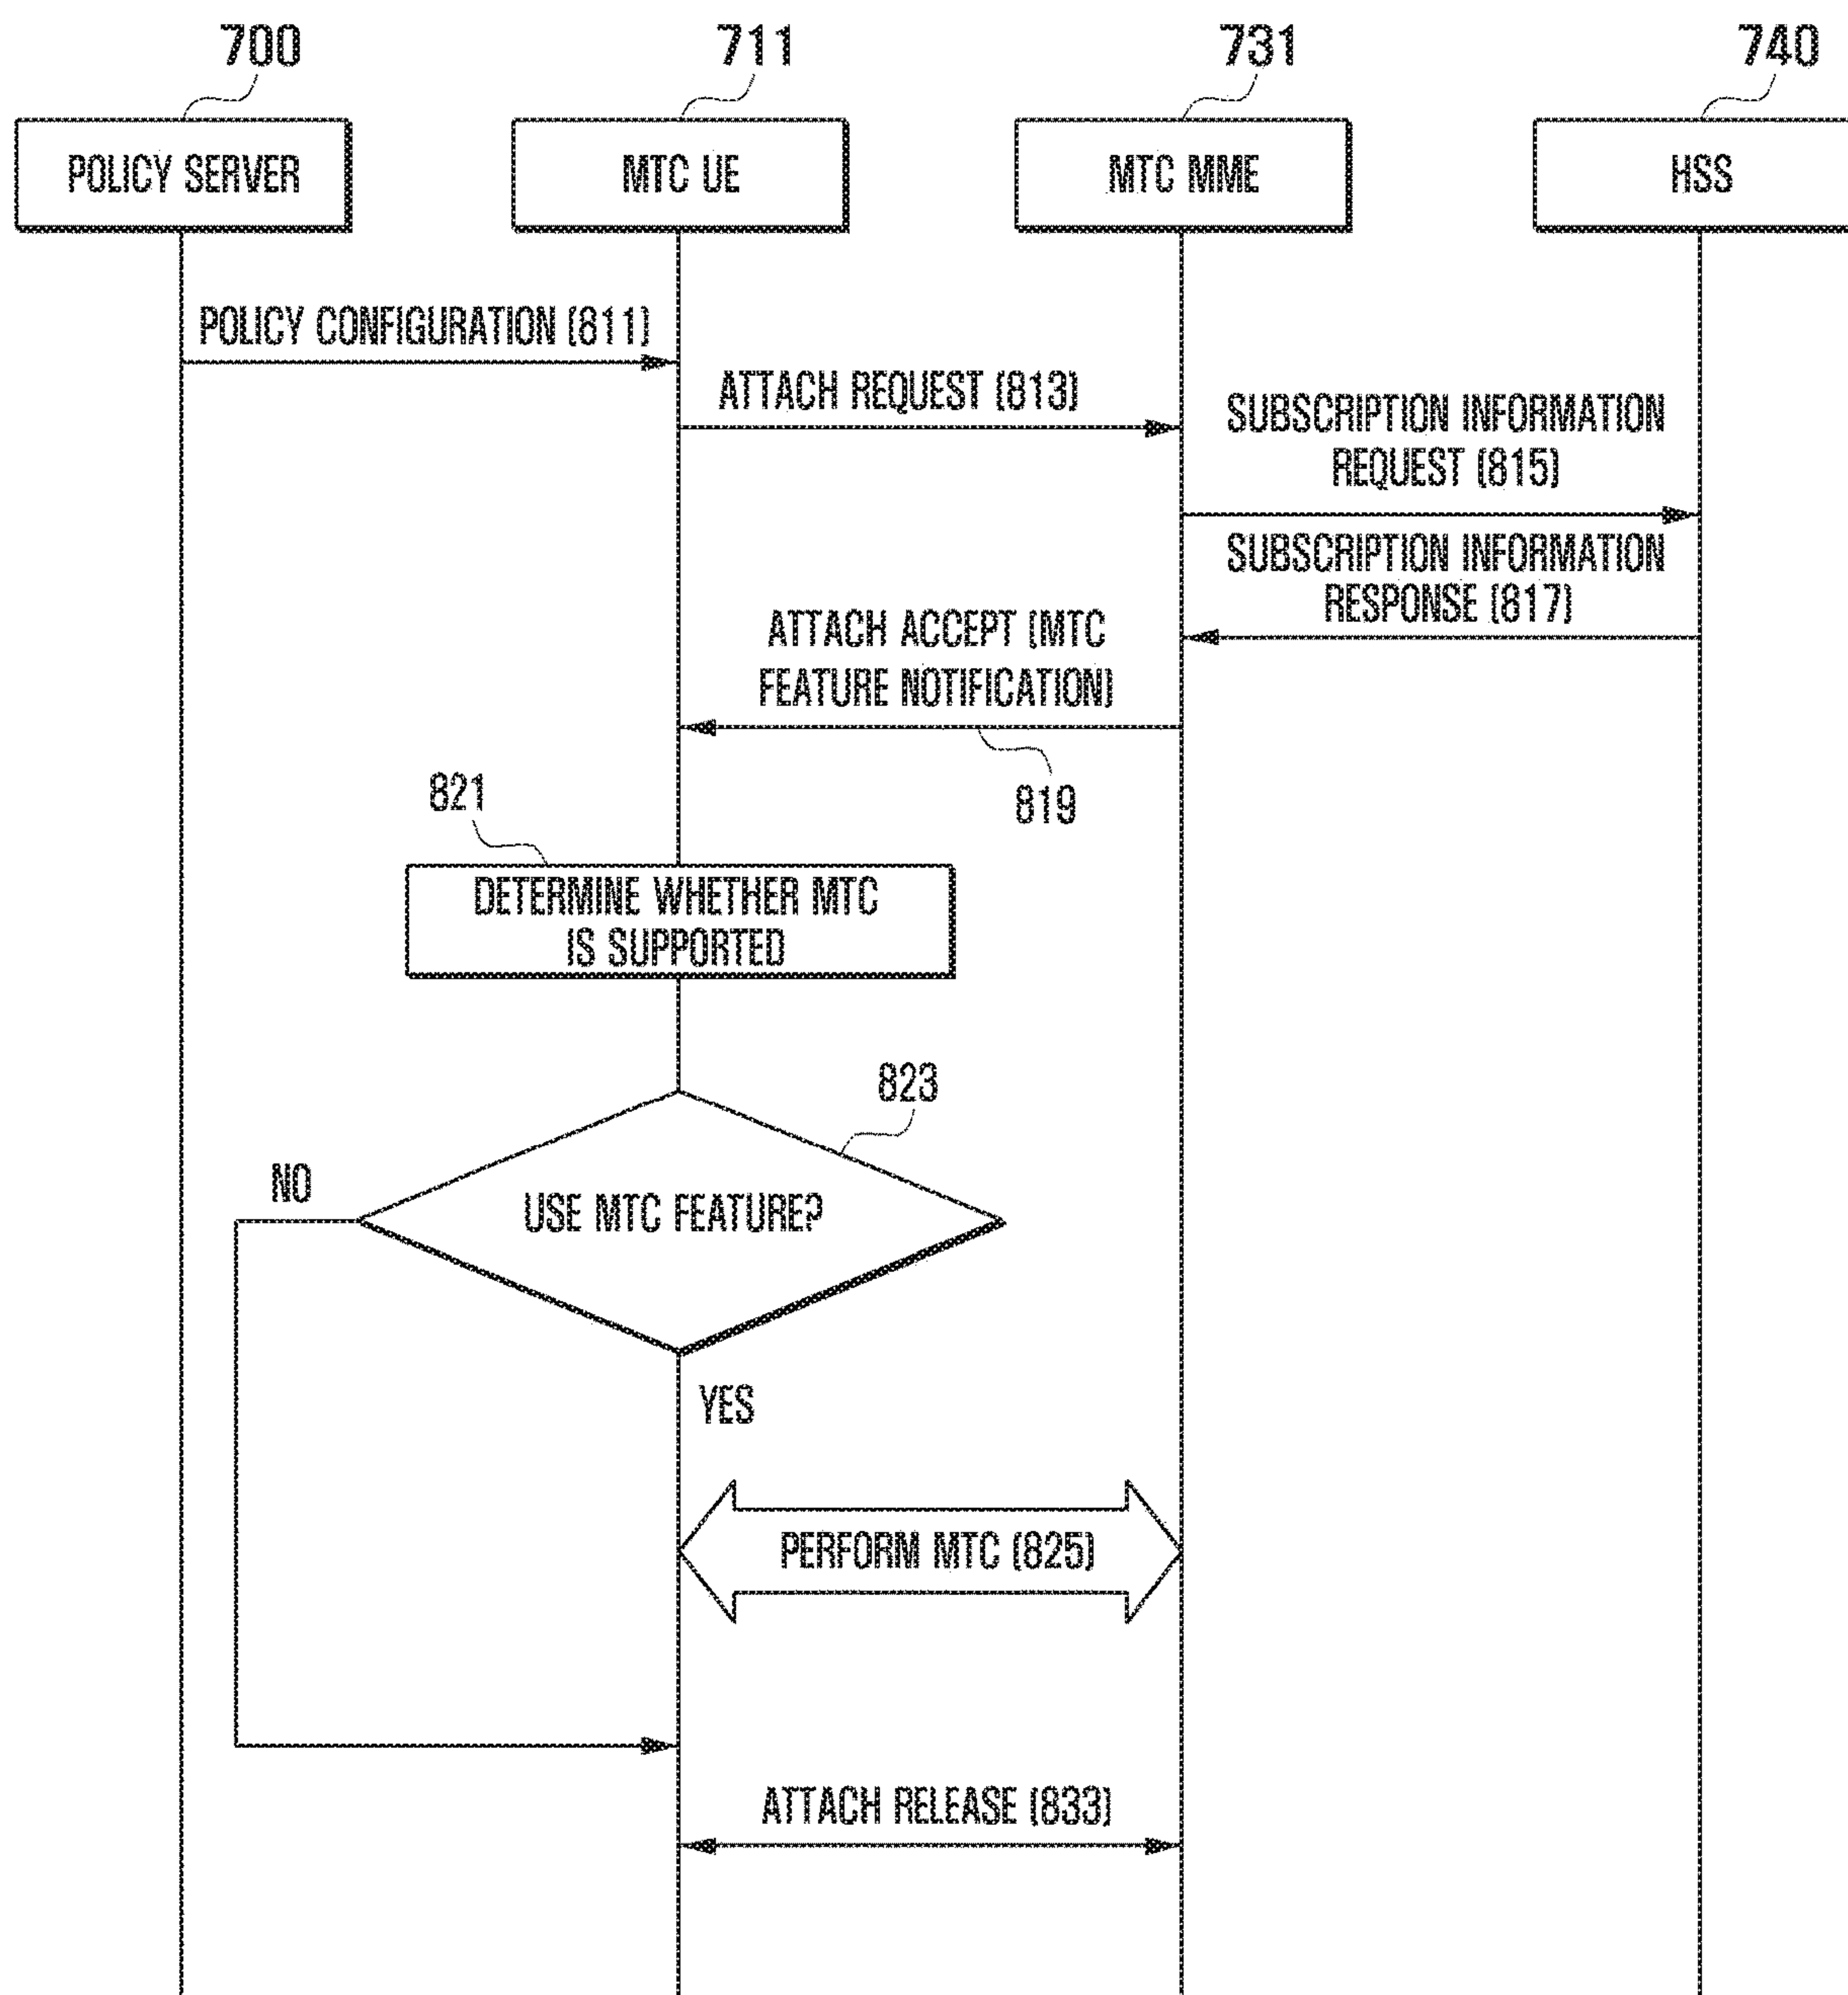 700
711
731
740
POLICY SERVER
MTC UE
MTC MME
HSS
POLICY CONFIGURATION (811)
ATTACH REQUEST (813)
SUBSCRIPTION INFORMATION
REQUEST (815)
SUBSCRIPTION INFORMATION
RESPONSE (817)
ATTACH ACCEPT (MTC
FEATURE NOTIFICATION)
819
821
DETERMINE WHETHER MTC
IS SUPPORTED
823
NO
USE MTC FEATURE?
YES
PERFORM MTC (825)
ATTACH RELEASE (833)